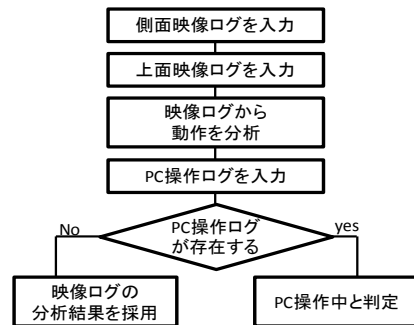 側面映像ログを入力
上面映像ログを入力
映像ログから
動作を分析
PC操作ログを入力
PC操作ログ
が存在する
No
yes
映像ログの
分析結果を採用
PC操作中と判定